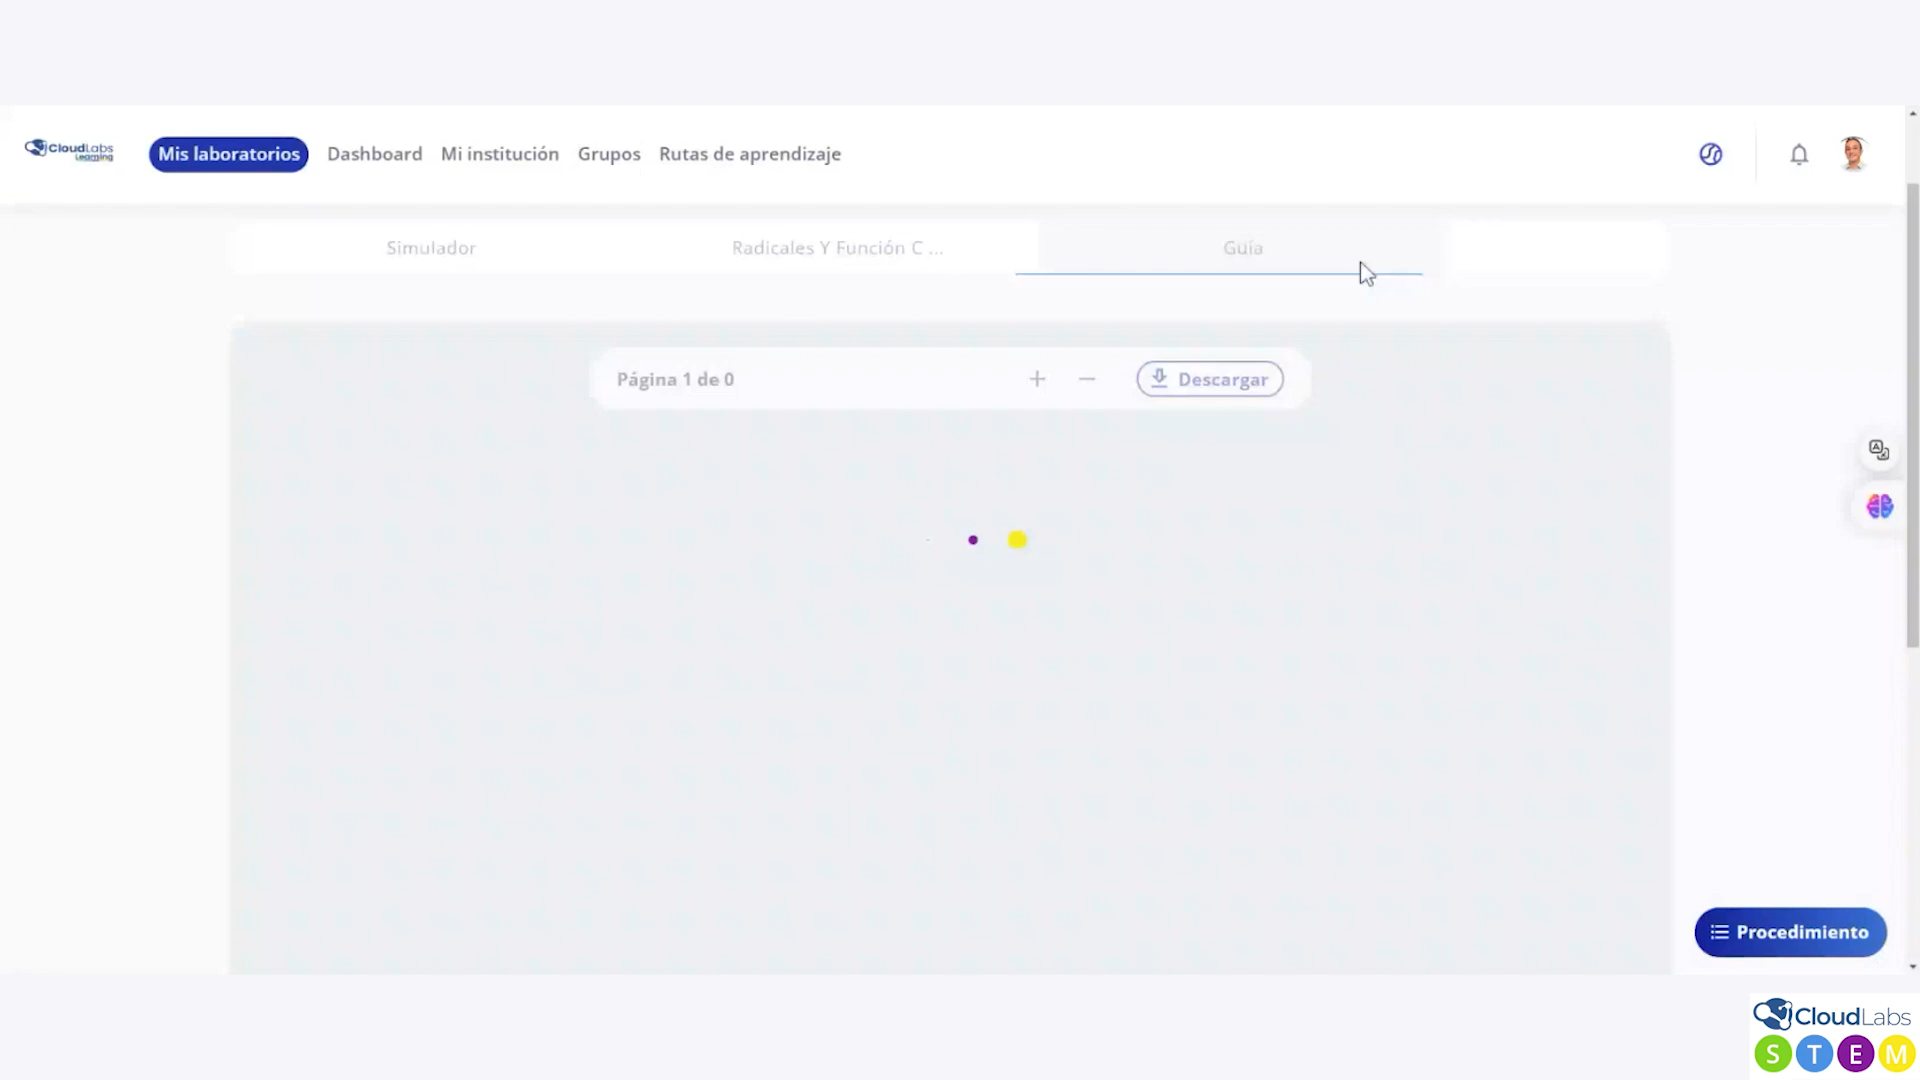 CloudLabs
Learning
Mis laboratorios
Dashboard
Mi institución
Grupos
Rutas de aprendizaje
Simulador
Radicales Y Función C ...
Guía
Página 1 de 0
+
−
Descargar
Procedimiento
CloudLabs
S T E M